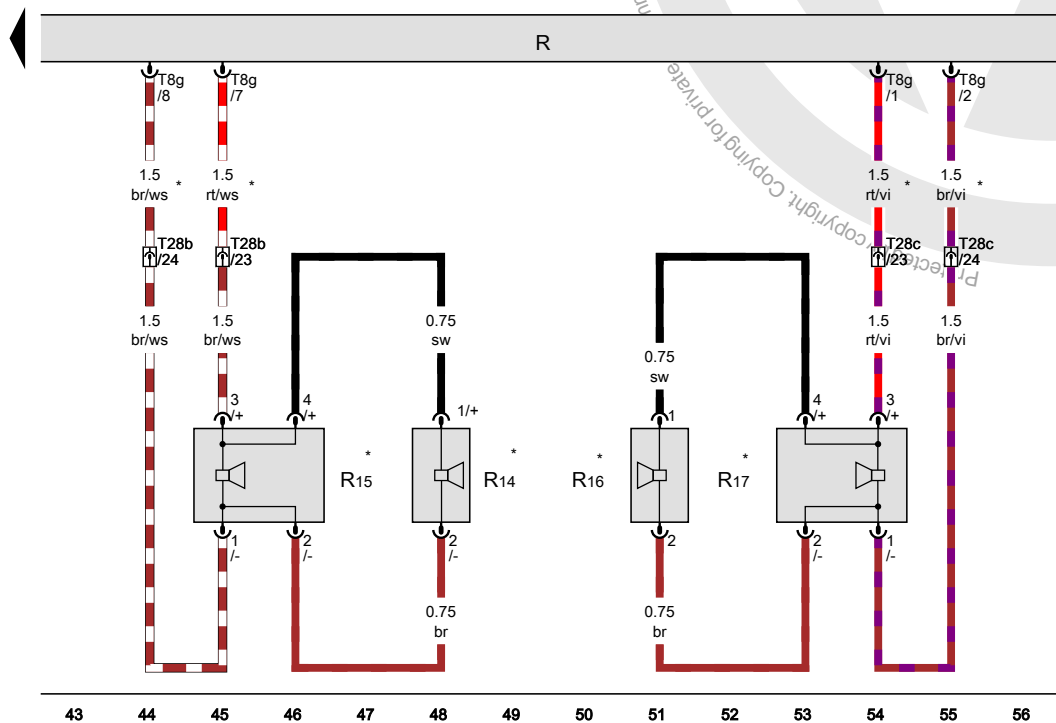 R
T8g
/8
T8g
/7
T8g
/1
T8g
/2
1.5
br/ws
*
1.5
rt/ws
*
1.5
rt/vi
*
1.5
br/vi
*
T28b
/24
T28b
/23
T28c
/23
T28c
/24
1.5
br/ws
1.5
br/ws
0.75
sw
0.75
sw
1.5
rt/vi
1.5
br/vi
3
/+
4
/+
1/+
1
4
/+
3
/+
R15
*
R14
*
R16
*
R17
*
1
/-
2
/-
2
/-
2
2
/-
1
/-
0.75
br
0.75
br
43 44 45 46 47 48 49 50 51 52 53 54 55 56
Copying for private
copyright.